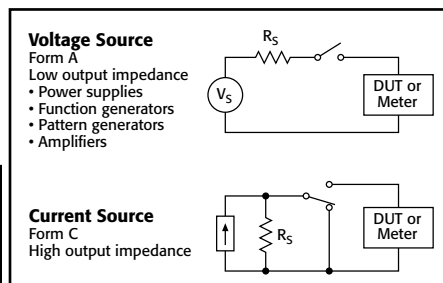 Voltage Source
Form A
Low output impedance
• Power supplies
• Function generators
• Pattern generators
• Amplifiers
RS
VS
DUT or
Meter
Current Source
Form C
High output impedance
RS
DUT or
Meter